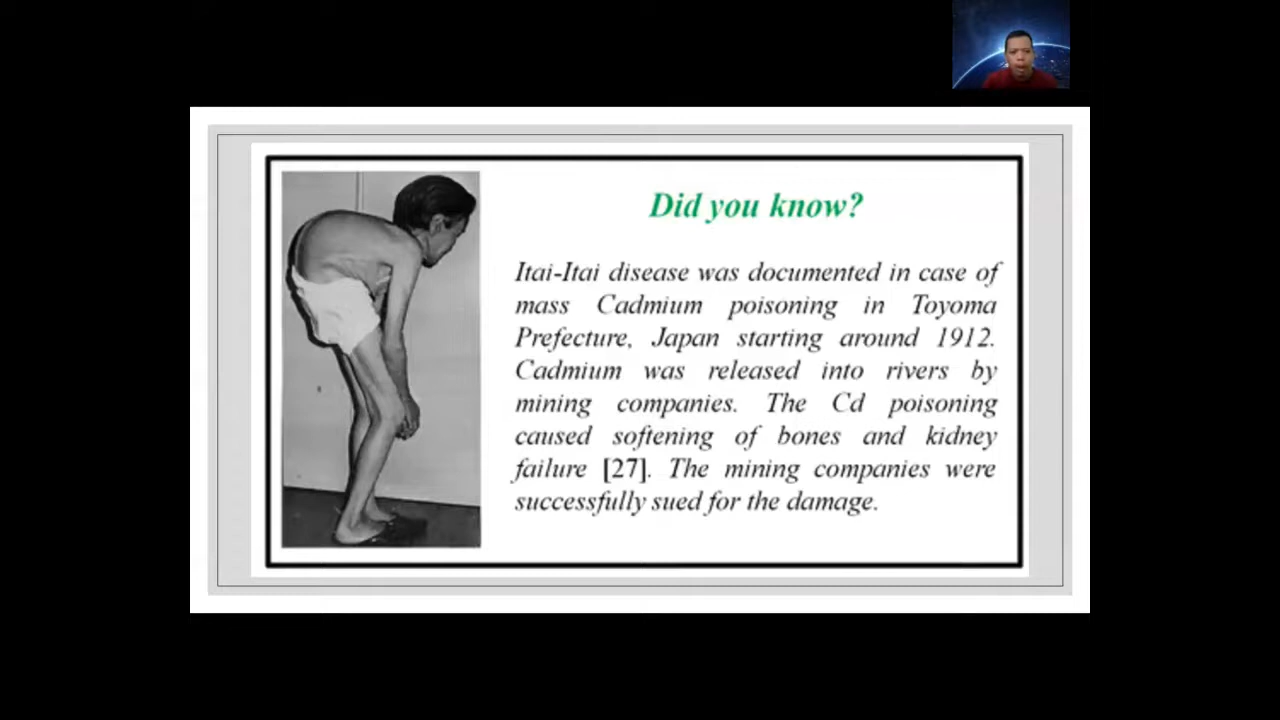 Did you know?
Itai-Itai disease was documented in case of
mass Cadmium poisoning in Toyoma
Prefecture, Japan starting around 1912.
Cadmium was released into rivers by
mining companies. The Cd poisoning
caused softening of bones and kidney
failure [27]. The mining companies were
successfully sued for the damage.